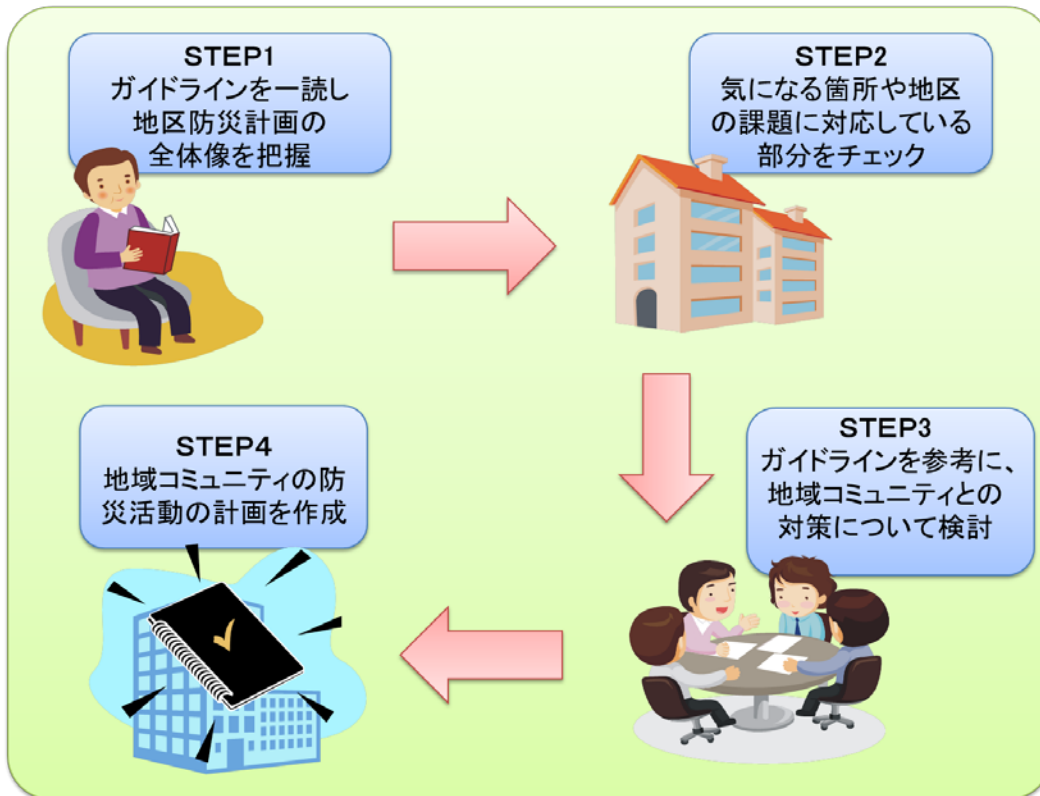 STEP1
ガイドラインを一読し
地区防災計画の
全体像を把握
STEP2
気になる箇所や地区
の課題に対応している
部分をチェック
STEP3
ガイドラインを参考に、
地域コミュニティとの
対策について検討
STEP4
地域コミュニティの防
災活動の計画を作成